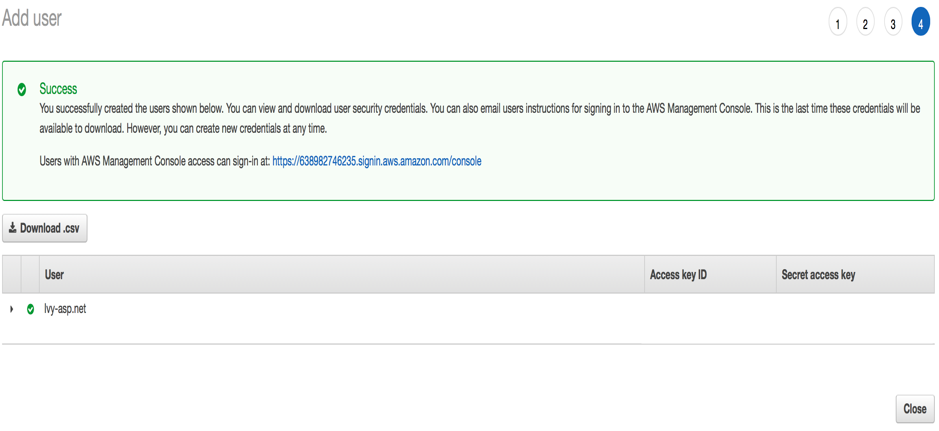 Add user
1 2 3 4
Success
You successfully created the users shown below. You can view and download user security credentials. You can also email users instructions for signing in to the AWS Management Console. This is the last time these credentials will be
available to download. However, you can create new credentials at any time.
Users with AWS Management Console access can sign-in at: https://638982746235.signin.aws.amazon.com/console
Download .csv
User Access key ID Secret access key
Ivy-asp.net
Close